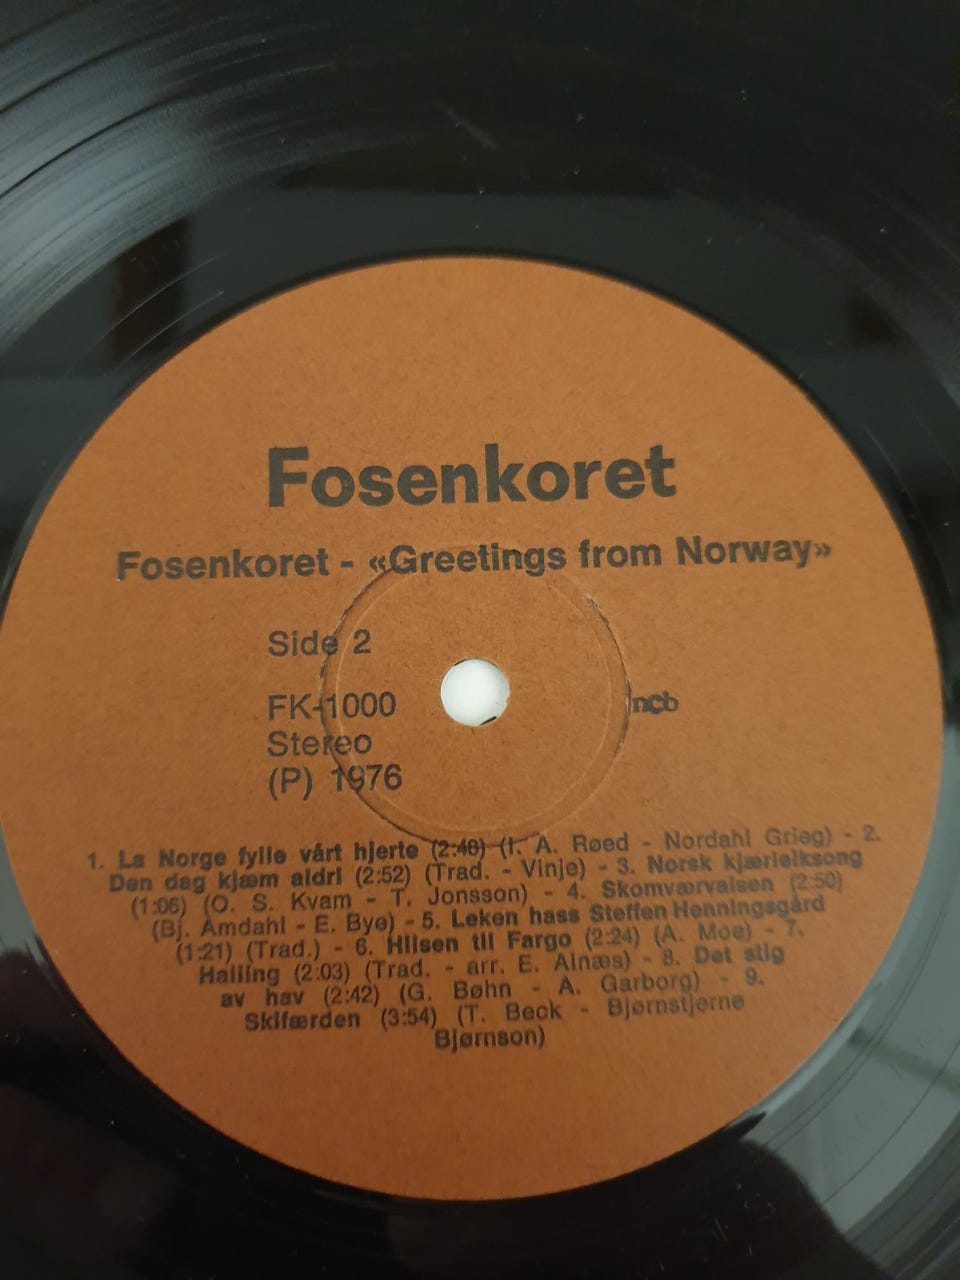 Fosenkoret
Fosenkoret - «Greetings from Norway»
Side 2
FK-1000
ncb
Stereo
(P) 1976
1. La Norge fylle vårt hjerte (2:48) (I. A. Røed - Nordahl Grieg) - 2.
Den dag kjæm aldri (2:52) (Trad. - Vinje) - 3. Norsk kjærleiksong
(1:06) (O. S. Kvam - T. Jonsson) - 4. Skomværvalsen (2:50)
(Bj. Amdahl - E. Bye) - 5. Leken hass Steffen Henningsgård
(1:21) (Trad.) - 6. Hilsen til Fargo (2:24) (A. Moe) - 7.
Halling (2:03) (Trad. - arr. E. Alnæs) - 8. Det stig
av hav (2:42) (G. Bøhn - A. Garborg) - 9.
Skifærden (3:54) (T. Beck - Bjørnstjerne
Bjørnson)